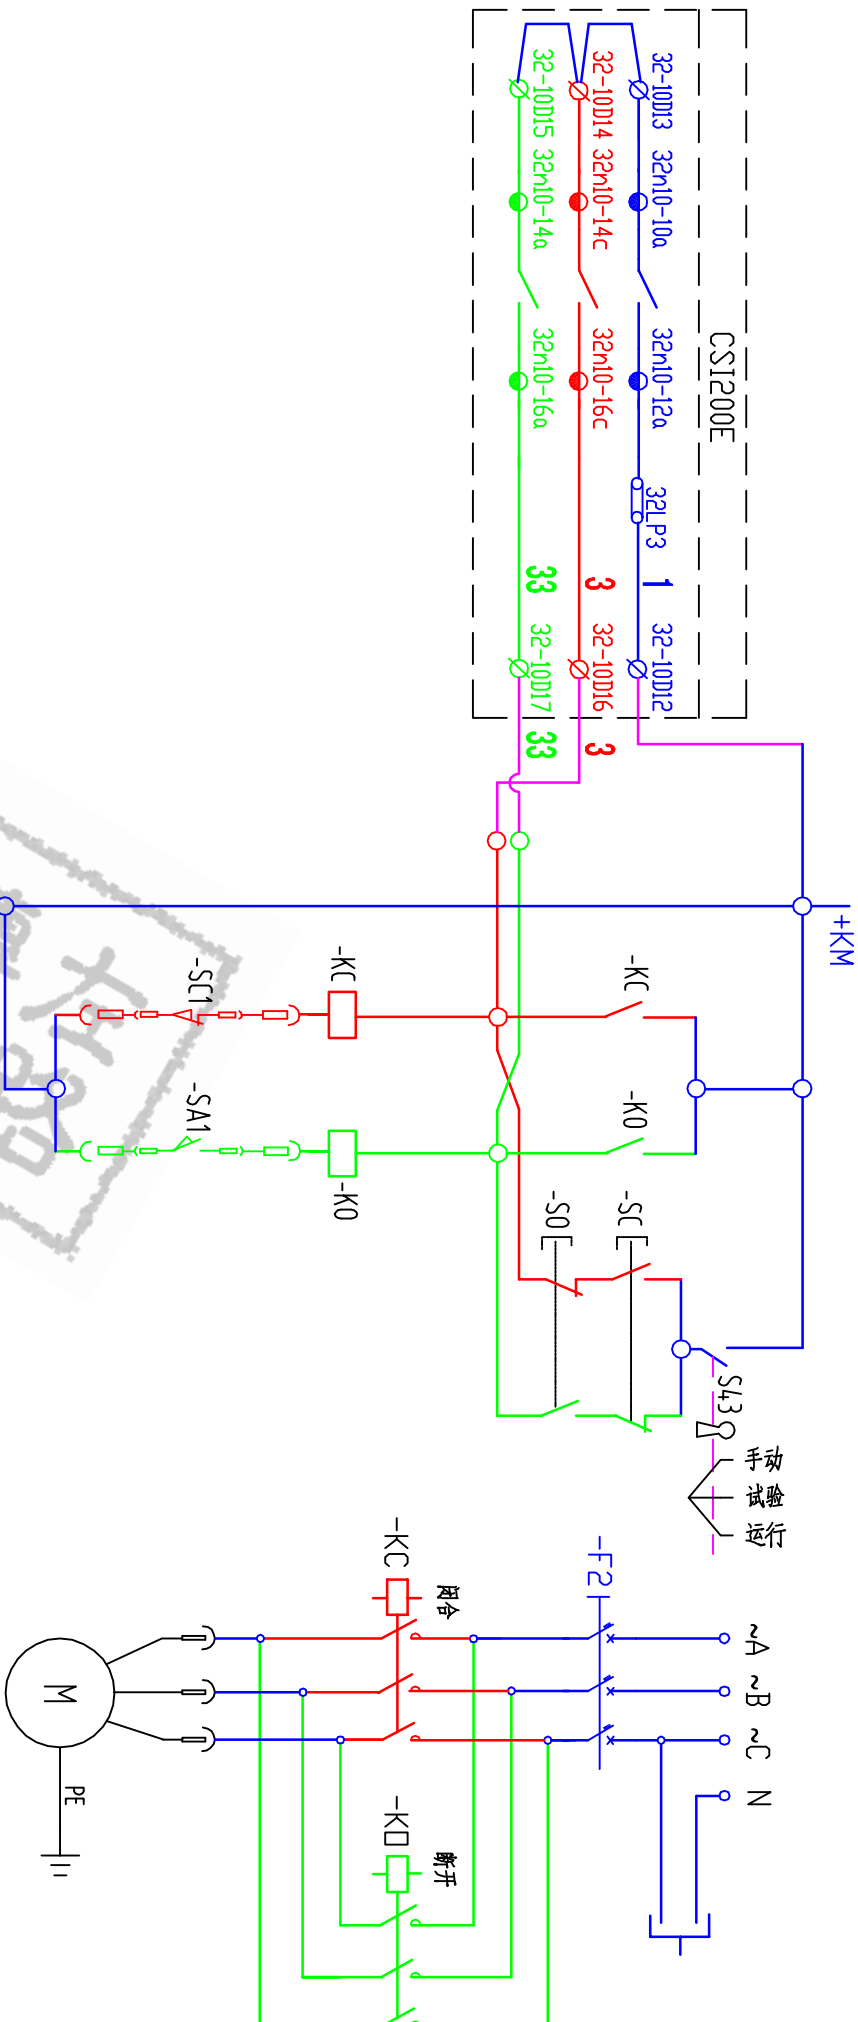 CSI200E
32-10D13
32n10-10a
32n10-12a
32LP3
1
32-10D12
32-10D14
32n10-14c
32n10-16c
3
32-10D16
3
32-10D15
32n10-14a
32n10-16a
33
32-10D17
33
+KM
-KC
-KC
-SC1
-KO
-SA1
-KO
-SC
-SO
S43
手动
试验
运行
~A
~B
~C
N
-F2
-KC
闭合
-KO
断开
M
PE